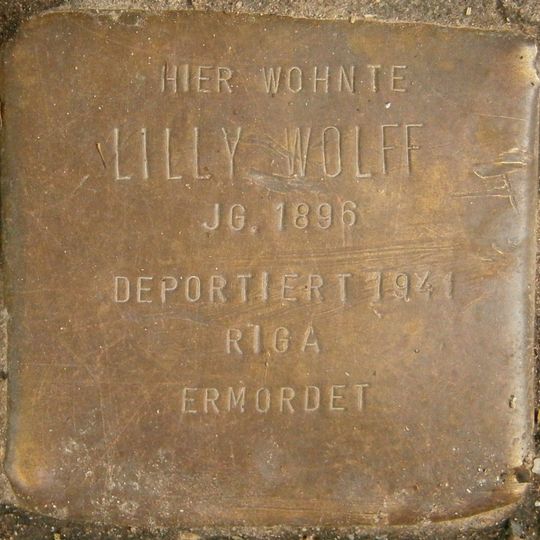 HIER WOHNTE
LILLY WOLFF
JG. 1896
DEPORTIERT 1941
RIGA
ERMORDET